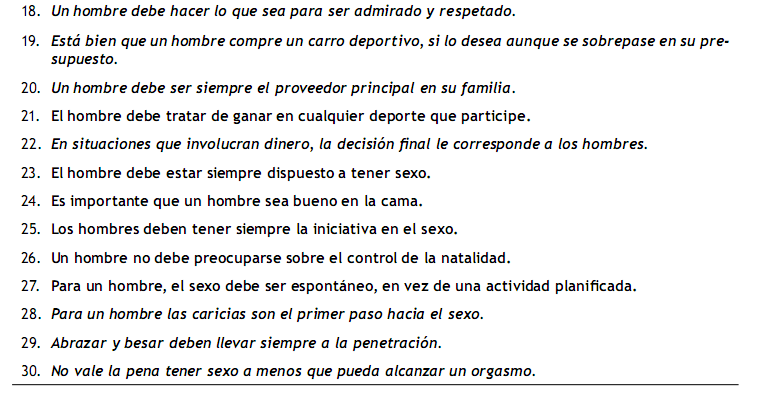 18. Un hombre debe hacer lo que sea para ser admirado y respetado.
19. Está bien que un hombre compre un carro deportivo, si lo desea aunque se sobrepase en su pre-
supuesto.
20. Un hombre debe ser siempre el proveedor principal en su familia.
21. El hombre debe tratar de ganar en cualquier deporte que participe.
22. En situaciones que involucran dinero, la decisión final le corresponde a los hombres.
23. El hombre debe estar siempre dispuesto a tener sexo.
24. Es importante que un hombre sea bueno en la cama.
25. Los hombres deben tener siempre la iniciativa en el sexo.
26. Un hombre no debe preocuparse sobre el control de la natalidad.
27. Para un hombre, el sexo debe ser espontáneo, en vez de una actividad planificada.
28. Para un hombre las caricias son el primer paso hacia el sexo.
29. Abrazar y besar deben llevar siempre a la penetración.
30. No vale la pena tener sexo a menos que pueda alcanzar un orgasmo.